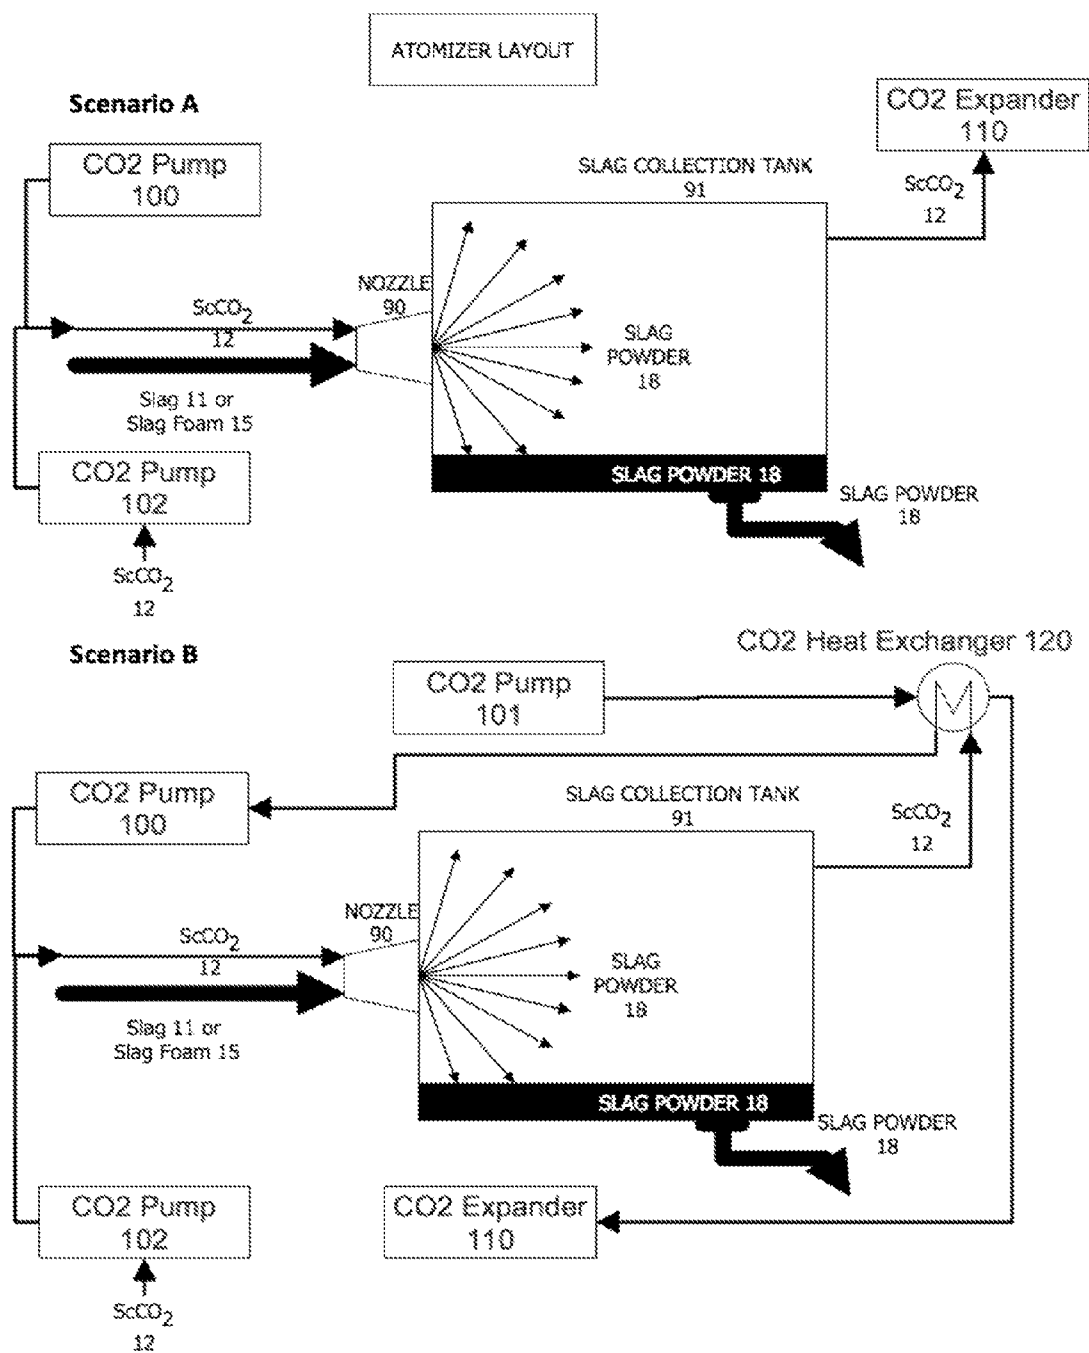 ATOMIZER LAYOUT
Scenario A
CO2 Pump
100
CO2 Expander
110
SLAG COLLECTION TANK
91
ScCO2
12
NOZZLE
90
ScCO2
12
SLAG
POWDER
18
Slag 11 or
Slag Foam 15
CO2 Pump
102
SLAG POWDER 18
SLAG POWDER
18
ScCO2
12
Scenario B
CO2 Heat Exchanger 120
CO2 Pump
101
CO2 Pump
100
SLAG COLLECTION TANK
91
ScCO2
12
NOZZLE
90
ScCO2
12
SLAG
POWDER
18
Slag 11 or
Slag Foam 15
SLAG POWDER 18
SLAG POWDER
18
CO2 Pump
102
CO2 Expander
110
ScCO2
12